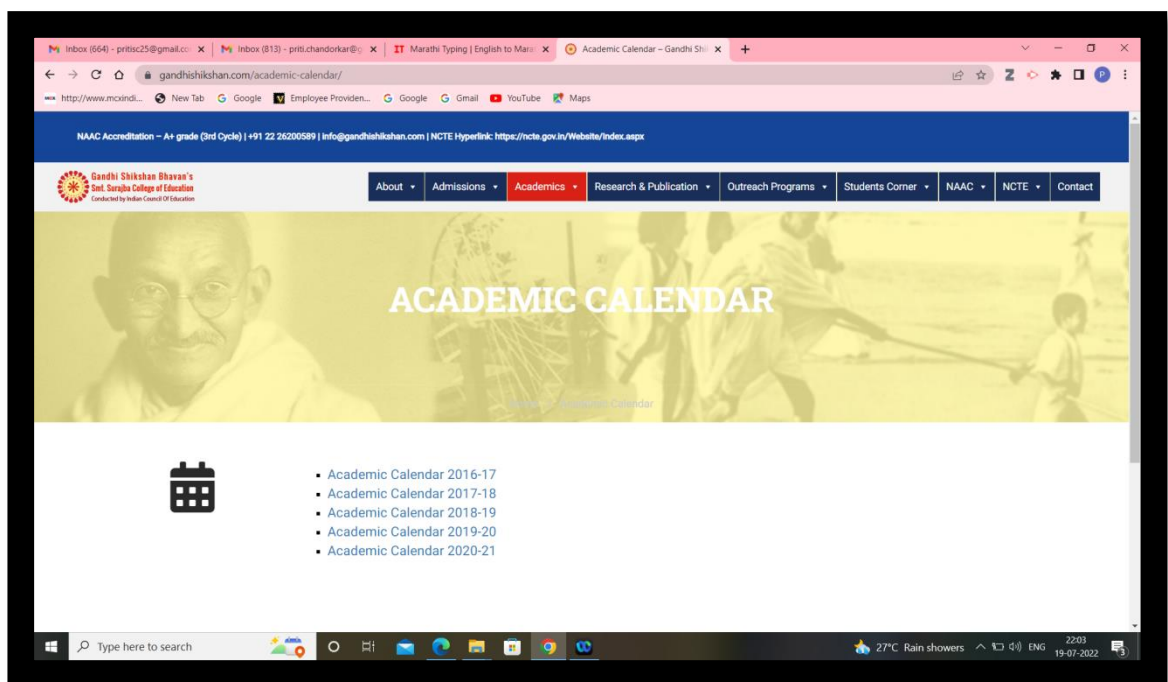 Inbox (664) - pritisc25@gmail.co
Inbox (813) - priti.chandorkar@g
Marathi Typing | English to Mara
Academic Calendar – Gandhi Shi
gandhishikshan.com/academic-calendar/
http://www.mcxindi...
New Tab
Google
Employee Providen...
Google
Gmail
YouTube
Maps
NAAC Accreditation – A+ grade (3rd Cycle) | +91 22 26200589 | info@gandhishikshan.com | NCTE Hyperlink: https://ncte.gov.in/Website/Index.aspx
Gandhi Shikshan Bhavan's
Smt. Surajba College of Education
Conducted by Indian Council Of Education
About
Admissions
Academics
Research & Publication
Outreach Programs
Students Corner
NAAC
NCTE
Contact
ACADEMIC CALENDAR
Academic Calendar
Academic Calendar 2016-17
Academic Calendar 2017-18
Academic Calendar 2018-19
Academic Calendar 2019-20
Academic Calendar 2020-21
Type here to search
27°C Rain showers
ENG
22:03
19-07-2022